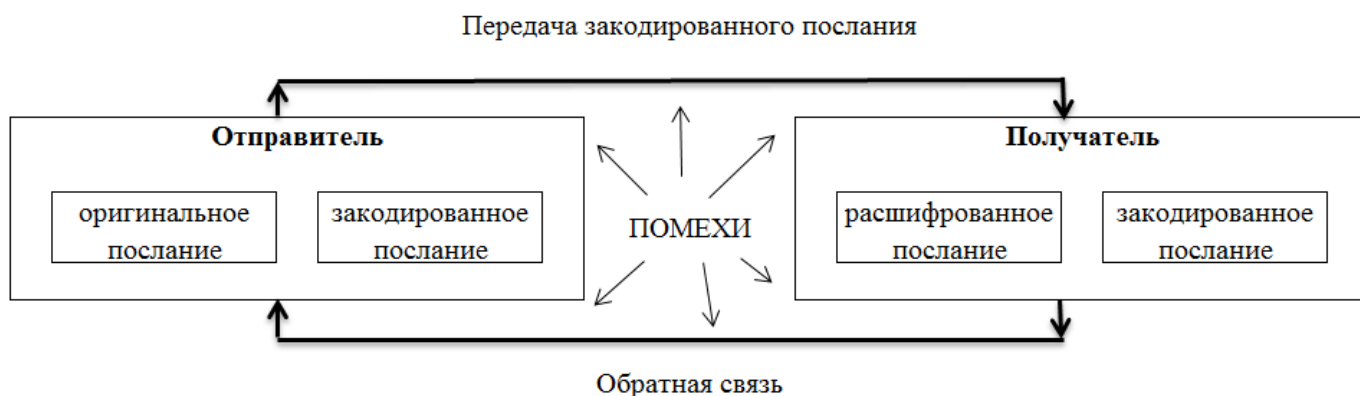 Передача закодированного послания
Отправитель
оригинальное
послание
закодированное
послание
ПОМЕХИ
Получатель
расшифрованное
послание
закодированное
послание
Обратная связь